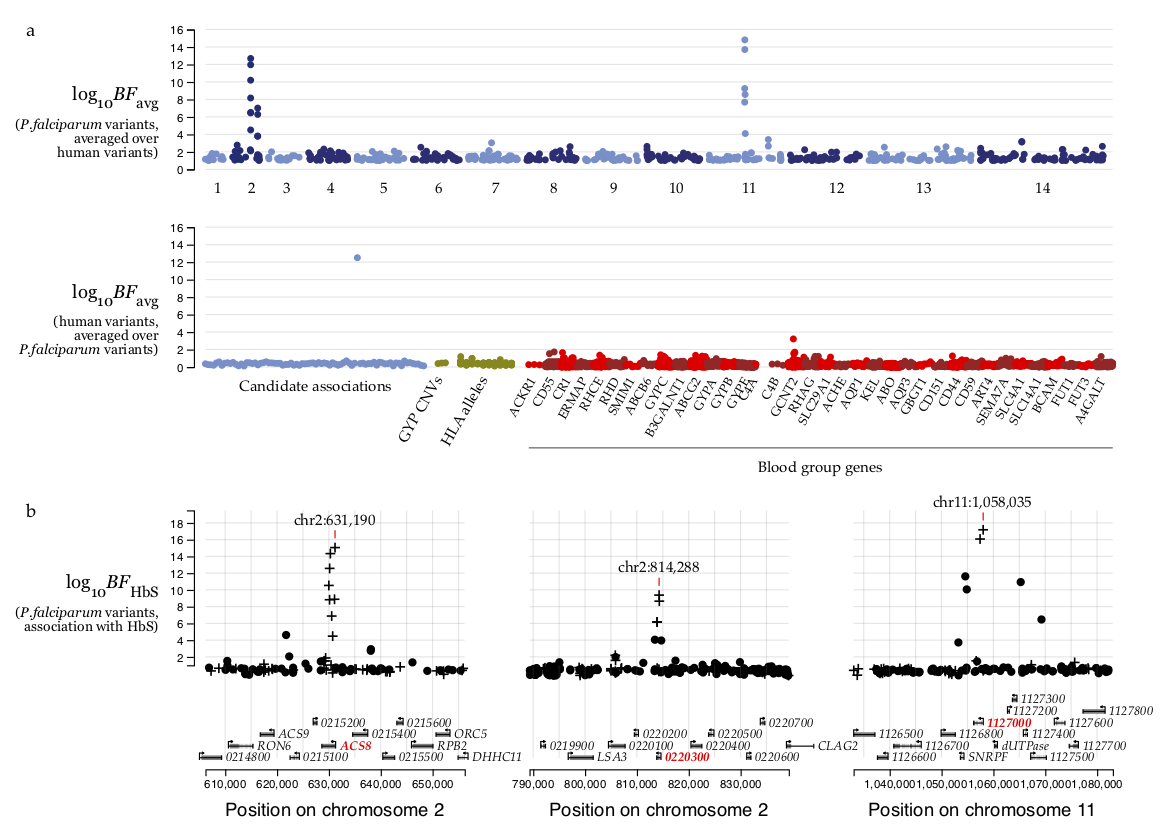 a
16
14
12
10
8
6
4
2
0
log10BFavg
(P.falciparum variants,
averaged over
human variants)
1 2 3 4 5 6 7 8 9 10 11 12 13 14
16
14
12
10
8
6
4
2
0
log10BFavg
(human variants,
averaged over
P.falciparum variants)
Candidate associations
GYP CNVs
HLA alleles
ACKR1
CD55
CR1
ERMAP
RHCE
RHD
SMIM1
ABCB6
GYPC
B3GALNT1
ABCG2
GYPA
GYPB
GYPE
C4A
C4B
GCNT2
RHAG
SLC29A1
ACHE
AQP1
KEL
ABO
AQP3
GBGT1
CD151
CD44
CD59
ART4
SEMA7A
SLC4A1
SLC14A1
BCAM
FUT1
FUT3
A4GALT
Blood group genes
b
18
16
14
12
10
8
6
4
2
log10BFHbS
(P.falciparum variants,
association with HbS)
chr2:631,190
0215200 0215600
ACS9 0215400 ORC5
RON6 ACS8 RPB2
0214800 0215100 0215500 DHHC11
610,000 620,000 630,000 640,000 650,000
Position on chromosome 2
chr2:814,288
0220700
0220200 0220500
0219900 0220100 0220400 CLAG2
LSA3 0220300 0220600
790,000 800,000 810,000 820,000 830,000
Position on chromosome 2
chr11:1,058,035
1127300
1127200 1127800
1127000 1127600
1126500 1126800 1127400
1126700 dUTPase 1127700
1126600 SNRPF 1127500
1,040,000 1,050,000 1,060,000 1,070,000 1,080,000
Position on chromosome 11